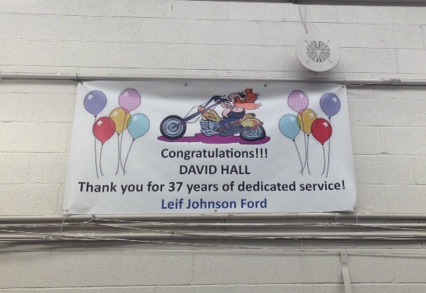 Congratulations!!!
DAVID HALL
Thank you for 37 years of dedicated service!
Leif Johnson Ford